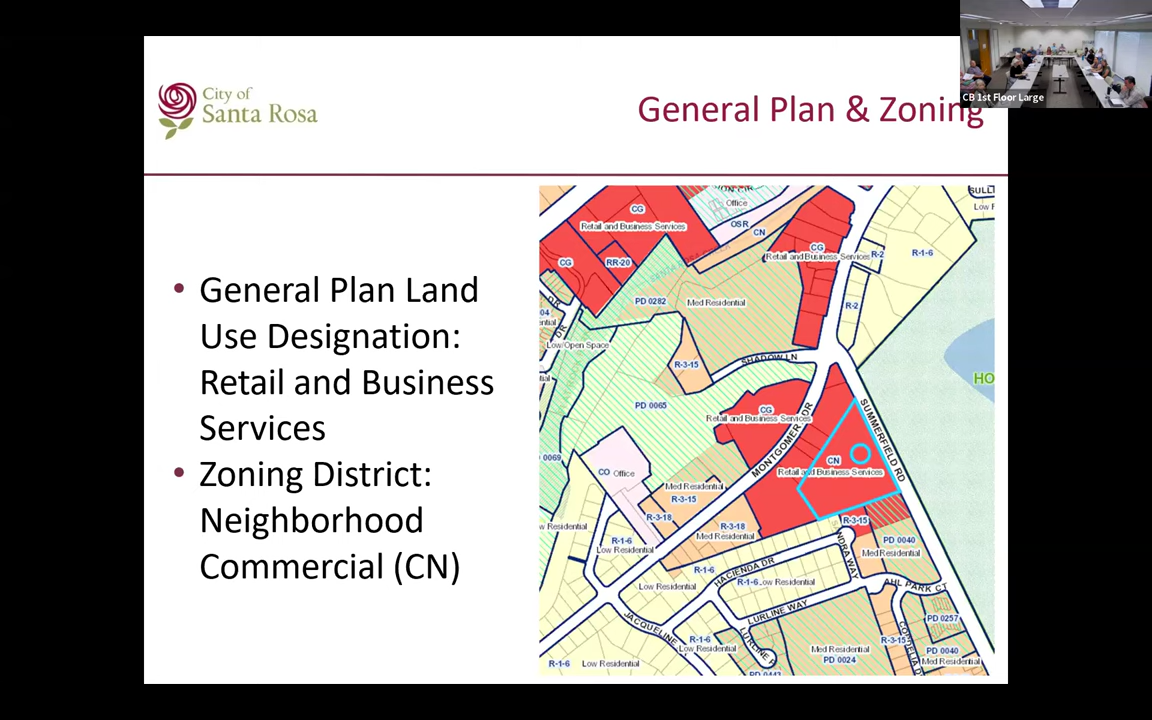 CB 1st Floor Large
City of
Santa Rosa
General Plan & Zoning
• General Plan Land
Use Designation:
Retail and Business
Services
• Zoning District:
Neighborhood
Commercial (CN)
CG
Retail and Business Services
CG
RR-20
Office
OSR
CN
CG
Retail and Business Services
R-2
R-1-6
R-2
PD 0282
Med Residential
Low/Open Space
SHADOW LN
R-3-15
PD 0065
CG
Retail and Business Services
MONTGOMERY DR
SUMMERFIELD RD
HO
CN
Retail and Business Services
0069
CO Office
Med Residential
R-3-15
R-3-18
R-3-18
Med Residential
R-3-15
PD 0040
Med Residential
w Residential
R-1-6
Low Residential
R-1-6
HACIENDA DR
R-1-6
Low Residential
LURLINE WAY
JACQUELINE
R-1-6
Low Residential
R-1-6
Low Residential
Med Residential
PD 0024
R-3-15
PD 0257
PD 0040
Med Residential